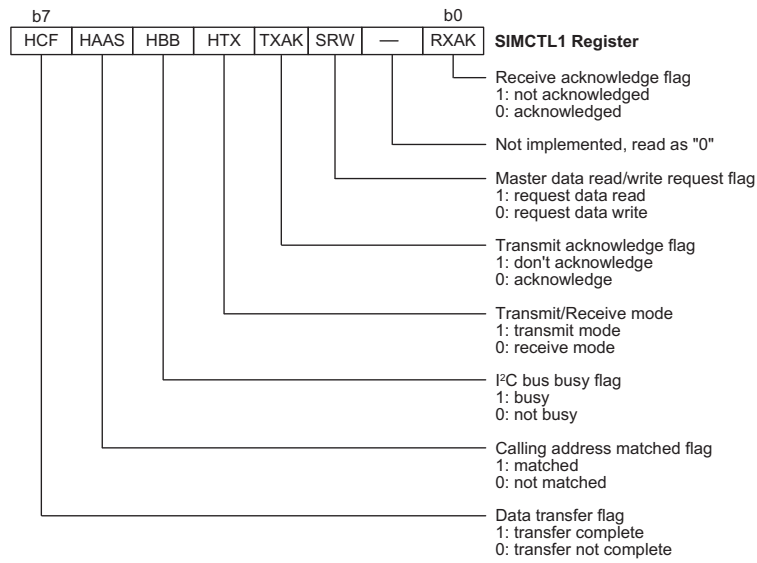 b7 b0
HCF HAAS HBB HTX TXAK SRW — RXAK SIMCTL1 Register
Receive acknowledge flag
1: not acknowledged
0: acknowledged
Not implemented, read as "0"
Master data read/write request flag
1: request data read
0: request data write
Transmit acknowledge flag
1: don't acknowledge
0: acknowledge
Transmit/Receive mode
1: transmit mode
0: receive mode
I²C bus busy flag
1: busy
0: not busy
Calling address matched flag
1: matched
0: not matched
Data transfer flag
1: transfer complete
0: transfer not complete